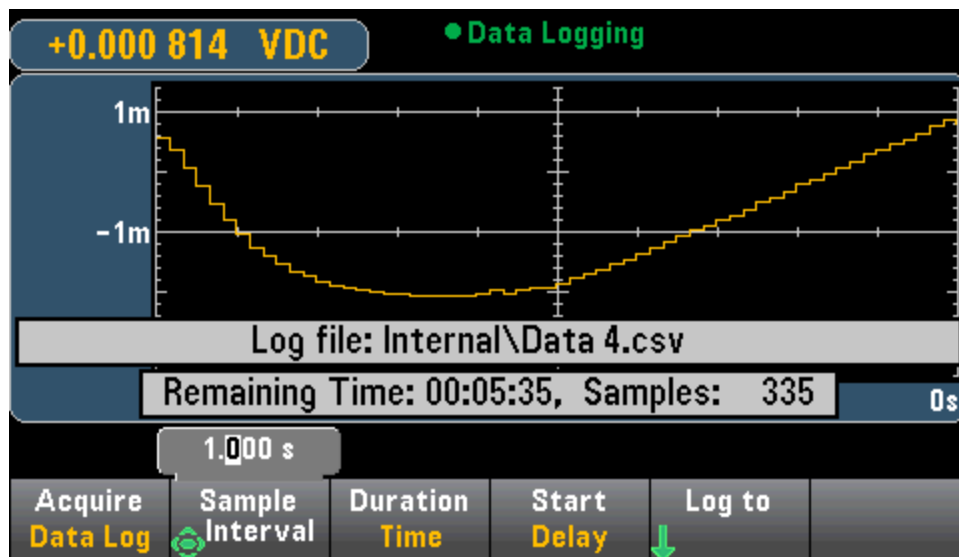 +0.000 814 VDC
Data Logging
1m
-1m
Log file: Internal\Data 4.csv
Remaining Time: 00:05:35, Samples: 335
0s
1.000 s
Acquire
Data Log
Sample
Interval
Duration
Time
Start
Delay
Log to